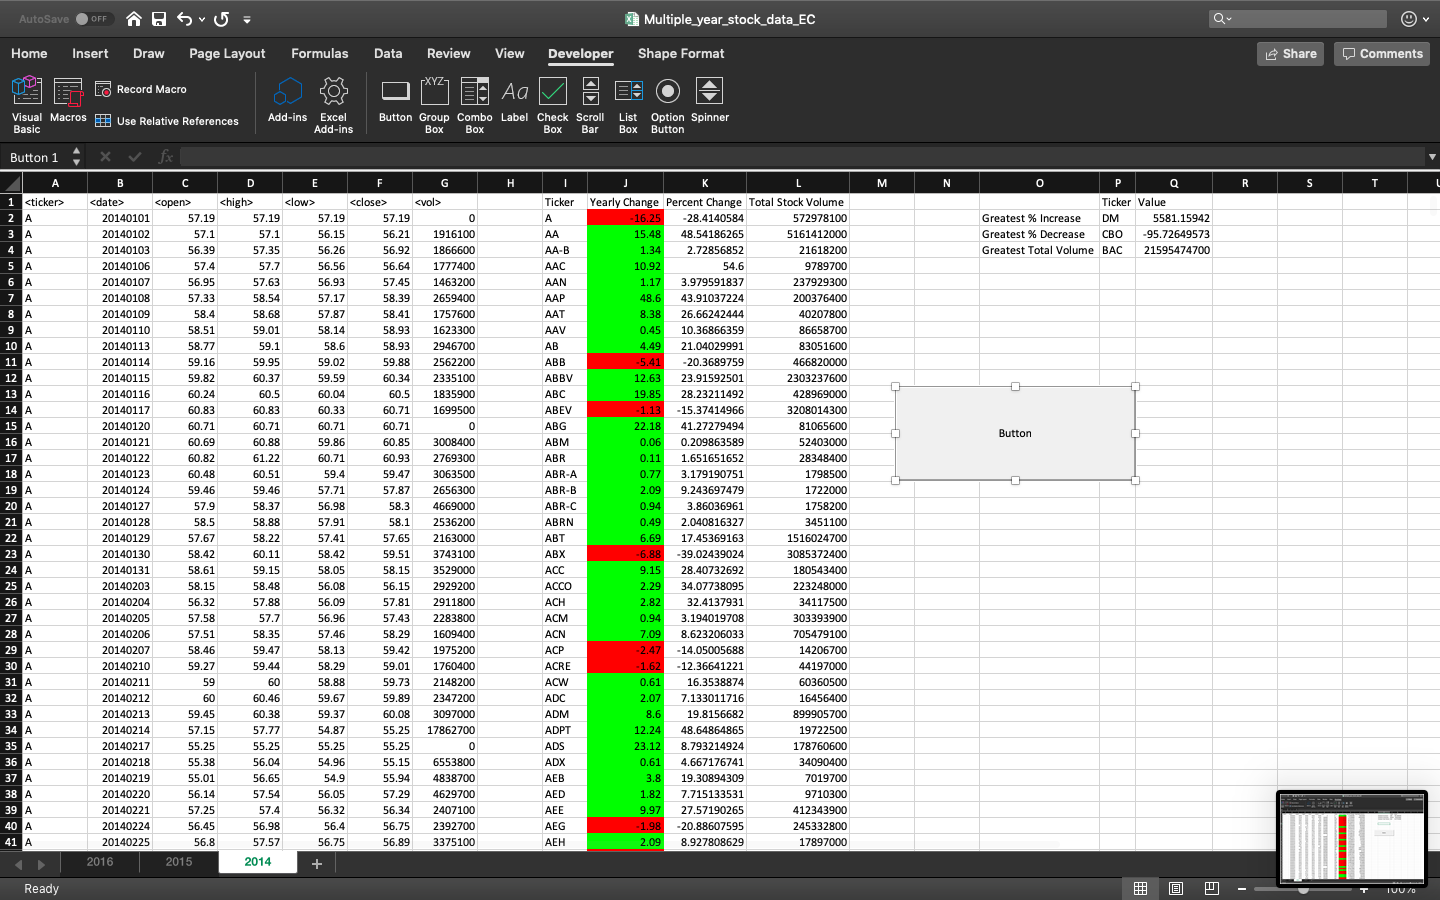 AutoSave OFF Multiple_year_stock_data_EC
Home Insert Draw Page Layout Formulas Data Review View Developer Shape Format Share Comments
Visual Basic Macros Record Macro Use Relative References Add-ins Excel Add-ins Button Group Box Combo Box Label Check Box Scroll Bar List Box Option Button Spinner
Button 1 fx
A B C D E F G H I J K L M N O P Q R S T
1 <ticker> <date> <open> <high> <low> <close> <vol> Ticker Yearly Change Percent Change Total Stock Volume Ticker Value
2 A 20140101 57.19 57.19 57.19 57.19 0 A -16.25 -28.4140584 572978100 Greatest % Increase DM 5581.15942
3 A 20140102 57.1 57.1 56.15 56.21 1916100 AA 15.48 48.54186265 5161412000 Greatest % Decrease CBO -95.72649573
4 A 20140103 56.39 57.35 56.26 56.92 1866600 AA-B 1.34 2.72856852 21618200 Greatest Total Volume BAC 21595474700
5 A 20140106 57.4 57.7 56.56 56.64 1777400 AAC 10.92 54.6 9789700
6 A 20140107 56.95 57.63 56.93 57.45 1463200 AAN 1.17 3.979591837 237929300
7 A 20140108 57.33 58.54 57.17 58.39 2659400 AAP 48.6 43.91037224 200376400
8 A 20140109 58.4 58.68 57.87 58.41 1757600 AAT 8.38 26.66242444 40207800
9 A 20140110 58.51 59.01 58.14 58.93 1623300 AAV 0.45 10.36866359 86658700
10 A 20140113 58.77 59.1 58.6 58.93 2946700 AB 4.49 21.04029991 83051600
11 A 20140114 59.16 59.95 59.02 59.88 2562200 ABB -5.41 -20.3689759 466820000
12 A 20140115 59.82 60.37 59.59 60.34 2335100 ABBV 12.63 23.91592501 2303237600
13 A 20140116 60.24 60.5 60.04 60.5 1835900 ABC 19.85 28.23211492 428969000
14 A 20140117 60.83 60.83 60.33 60.71 1699500 ABEV -1.13 -15.37414966 3208014300
15 A 20140120 60.71 60.71 60.71 60.71 0 ABG 22.18 41.27279494 81065600
Button
16 A 20140121 60.69 60.88 59.86 60.85 3008400 ABM 0.06 0.209863589 52403000
17 A 20140122 60.82 61.22 60.71 60.93 2769300 ABR 0.11 1.651651652 28348400
18 A 20140123 60.48 60.51 59.4 59.47 3063500 ABR-A 0.77 3.179190751 1798500
19 A 20140124 59.46 59.46 57.71 57.87 2656300 ABR-B 2.09 9.243697479 1722000
20 A 20140127 57.9 58.37 56.98 58.3 4669000 ABR-C 0.94 3.86036961 1758200
21 A 20140128 58.5 58.88 57.91 58.1 2536200 ABRN 0.49 2.040816327 3451100
22 A 20140129 57.67 58.22 57.41 57.65 2163000 ABT 6.69 17.45369163 1516024700
23 A 20140130 58.42 60.11 58.42 59.51 3743100 ABX -6.88 -39.02439024 3085372400
24 A 20140131 58.61 59.15 58.05 58.15 3529000 ACC 9.15 28.40732692 180543400
25 A 20140203 58.15 58.48 56.08 56.15 2929200 ACCO 2.29 34.07738095 223248000
26 A 20140204 56.32 57.88 56.09 57.81 2911800 ACH 2.82 32.4137931 34117500
27 A 20140205 57.58 57.7 56.96 57.43 2283800 ACM 0.94 3.194019708 303393900
28 A 20140206 57.51 58.35 57.46 58.29 1609400 ACN 7.09 8.623206033 705479100
29 A 20140207 58.46 59.47 58.13 59.42 1975200 ACP -2.47 -14.05005688 14206700
30 A 20140210 59.27 59.44 58.29 59.01 1760400 ACRE -1.62 -12.36641221 44197000
31 A 20140211 59 60 58.88 59.73 2148200 ACW 0.61 16.3538874 60360500
32 A 20140212 60 60.46 59.67 59.89 2347200 ADC 2.07 7.133011716 16456400
33 A 20140213 59.45 60.38 59.37 60.08 3097000 ADM 8.6 19.8156682 899905700
34 A 20140214 57.15 57.77 54.87 55.25 17862700 ADPT 12.24 48.64864865 19722500
35 A 20140217 55.25 55.25 55.25 55.25 0 ADS 23.12 8.793214924 178760600
36 A 20140218 55.38 56.04 54.96 55.15 6553800 ADX 0.61 4.667176741 34090400
37 A 20140219 55.01 56.65 54.9 55.94 4838700 AEB 3.8 19.30894309 7019700
38 A 20140220 56.14 57.54 56.05 57.29 4629700 AED 1.82 7.715133531 9710300
39 A 20140221 57.25 57.4 56.32 56.34 2407100 AEE 9.97 27.57190265 412343900
40 A 20140224 56.45 56.98 56.4 56.75 2392700 AEG -1.98 -20.88607595 245332800
41 A 20140225 56.8 57.57 56.75 56.89 3375100 AEH 2.09 8.927808629 17897000
2016 2015 2014 +
Ready 100%